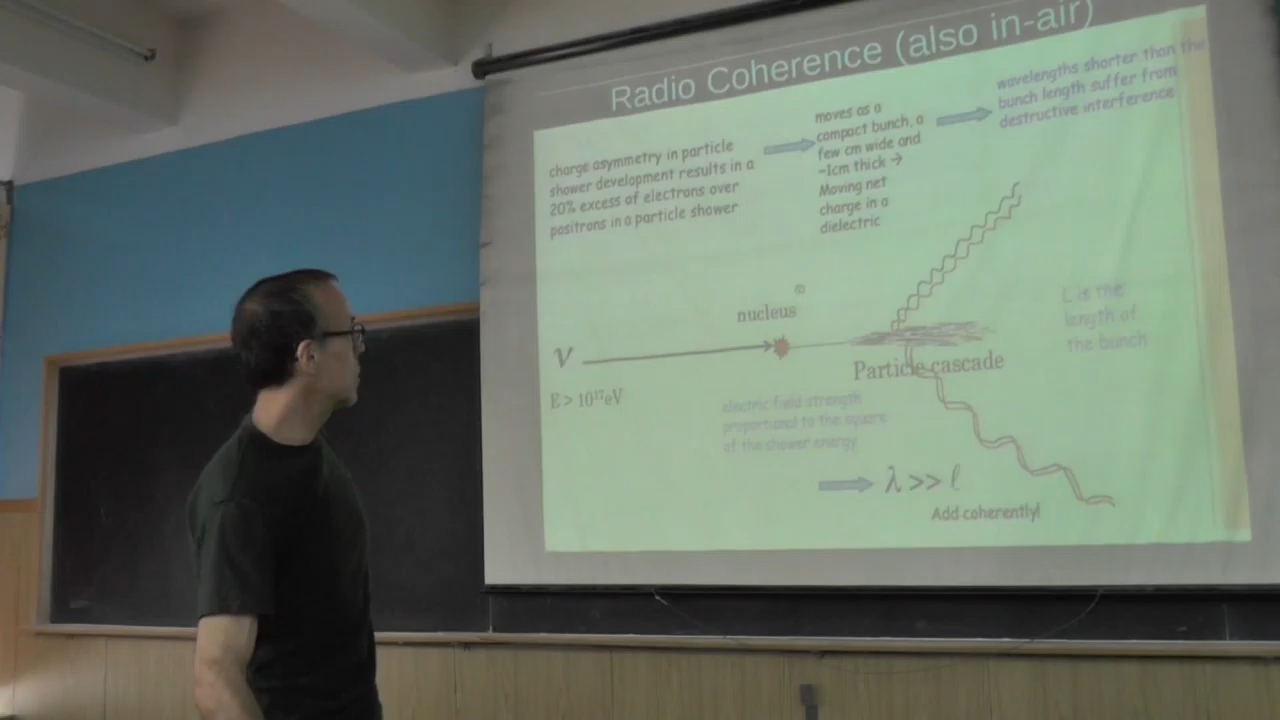 Radio Coherence (also in-air)
charge asymmetry in particle
shower development results in a
20% excess of electrons over
positrons in a particle shower
moves as a
compact bunch, a
few cm wide and
~1cm thick →
Moving net
charge in a
dielectric
wavelengths shorter than the
bunch length suffer from
destructive interference
nucleus
ν
E > 10¹⁷eV
Particle cascade
L is the
length of
the bunch
electric field strength
proportional to the square
of the shower energy
λ >> ℓ
Add coherently!